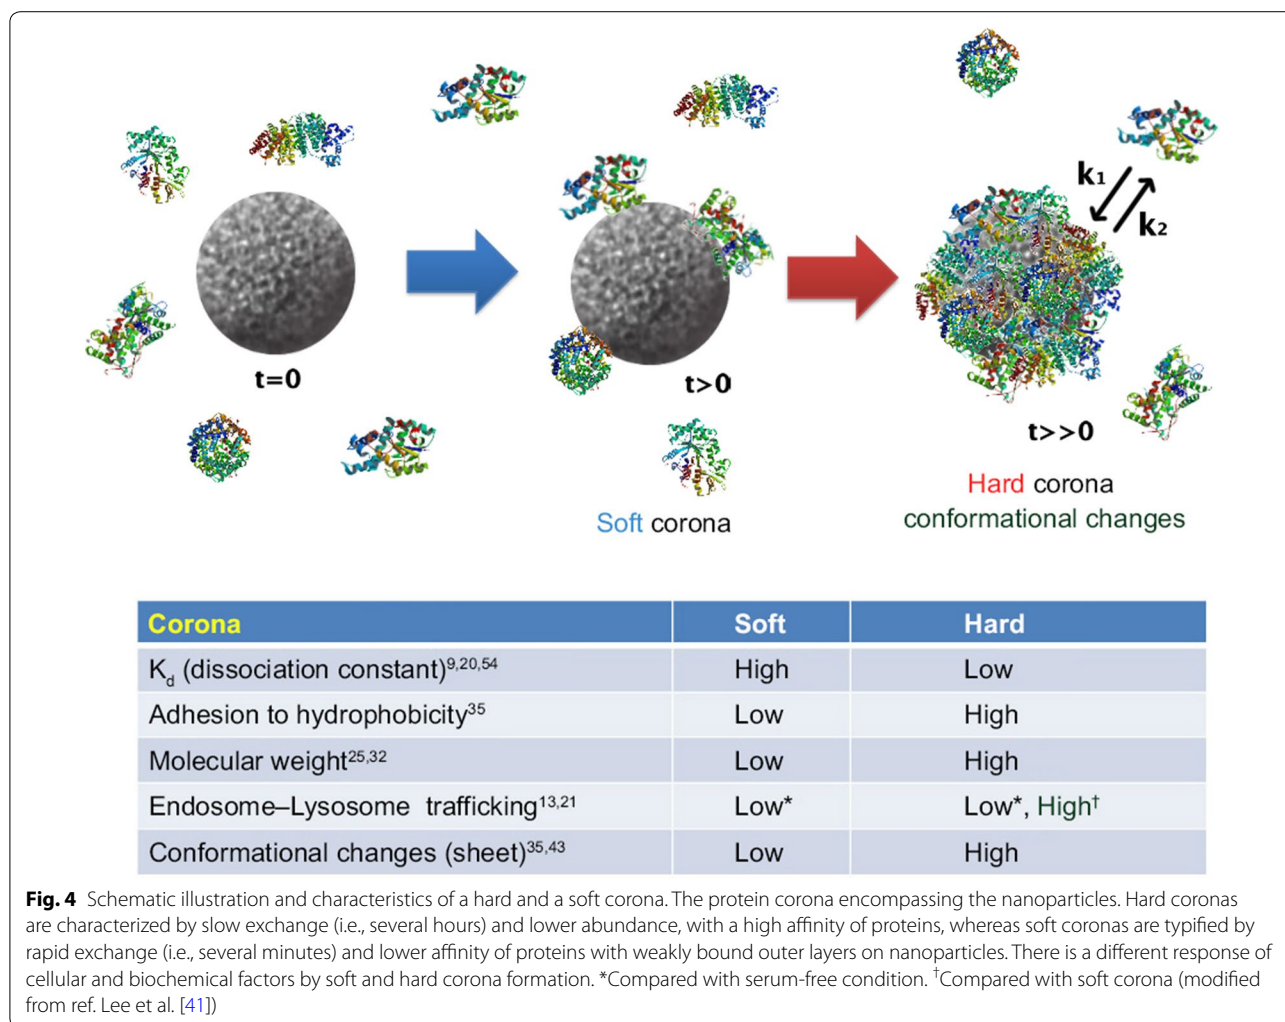 k₁
k₂
t=0
t>0
t>>0
Soft corona
Hard corona
conformational changes
Corona Soft Hard
K_d (dissociation constant)⁹,²⁰,⁵⁴ High Low
Adhesion to hydrophobicity³⁵ Low High
Molecular weight²⁵,³² Low High
Endosome–Lysosome trafficking¹³,²¹ Low* Low*, High†
Conformational changes (sheet)³⁵,⁴³ Low High
Fig. 4 Schematic illustration and characteristics of a hard and a soft corona. The protein corona encompassing the nanoparticles. Hard coronas
are characterized by slow exchange (i.e., several hours) and lower abundance, with a high affinity of proteins, whereas soft coronas are typified by
rapid exchange (i.e., several minutes) and lower affinity of proteins with weakly bound outer layers on nanoparticles. There is a different response of
cellular and biochemical factors by soft and hard corona formation. *Compared with serum-free condition. †Compared with soft corona (modified
from ref. Lee et al. [41])